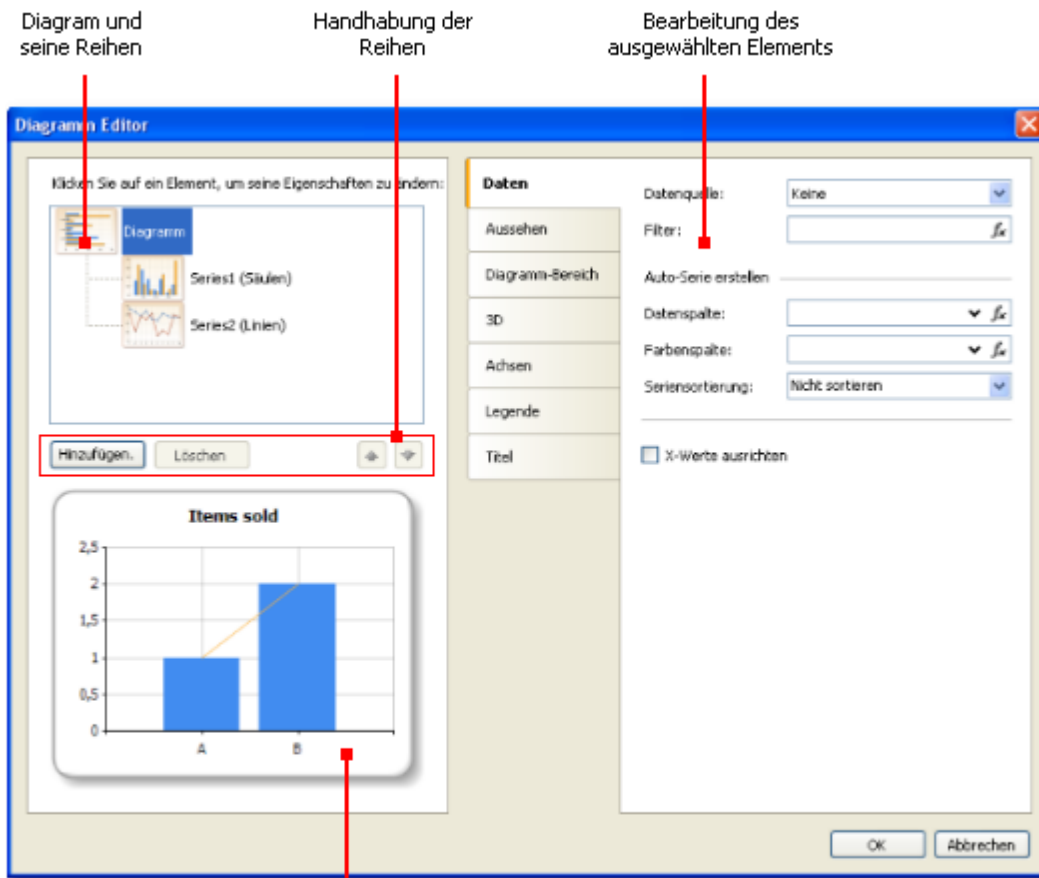 Diagram und
seine Reihen
Handhabung der
Reihen
Bearbeitung des
ausgewählten Elements
Diagramm Editor
Klicken Sie auf ein Element, um seine Eigenschaften zu ändern:
Diagramm
Series1 (Säulen)
Series2 (Linien)
Hinzufügen.
Löschen
Items sold
2,5
2
1,5
1
0,5
0
A
B
Daten
Aussehen
Diagramm-Bereich
3D
Achsen
Legende
Titel
Datenquelle:
Keine
Filter:
fx
Auto-Serie erstellen
Datenspalte:
fx
Farbenspalte:
fx
Seriensortierung:
Nicht sortieren
X-Werte ausrichten
OK
Abbrechen